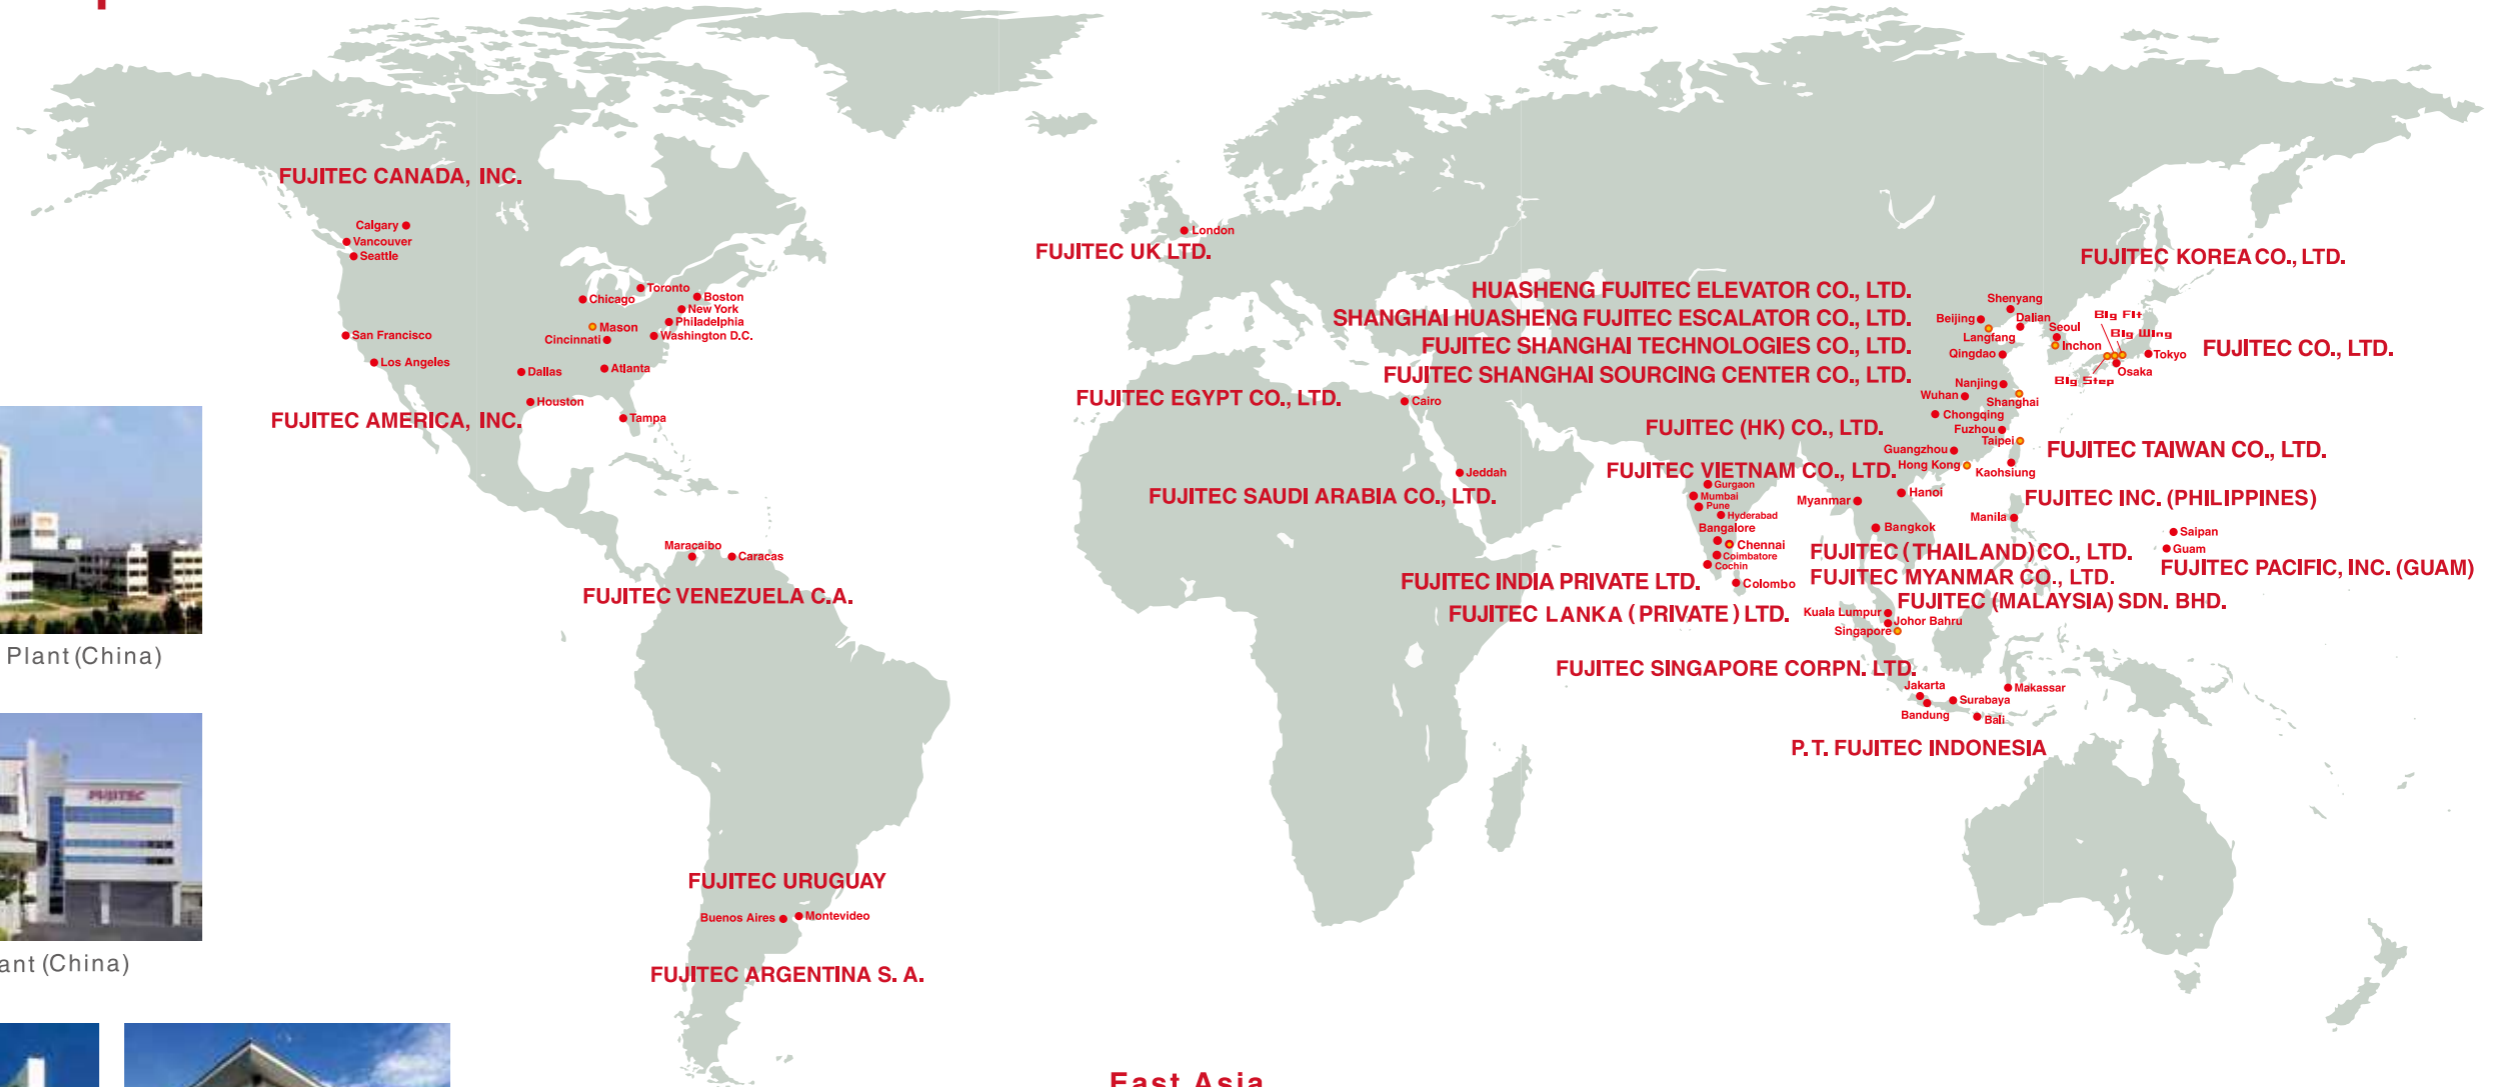 FUJITEC CANADA, INC.
Calgary
Vancouver
Seattle
San Francisco
Los Angeles
Chicago
Toronto
Boston
New York
Philadelphia
Washington D.C.
Mason
Cincinnati
Dallas
Atlanta
Houston
Tampa
FUJITEC AMERICA, INC.
Maracaibo
Caracas
FUJITEC VENEZUELA C.A.
FUJITEC URUGUAY
Buenos Aires
Montevideo
FUJITEC ARGENTINA S. A.
London
FUJITEC UK LTD.
FUJITEC EGYPT CO., LTD.
Cairo
Jeddah
FUJITEC SAUDI ARABIA CO., LTD.
HUASHENG FUJITEC ELEVATOR CO., LTD.
SHANGHAI HUASHENG FUJITEC ESCALATOR CO., LTD.
FUJITEC SHANGHAI TECHNOLOGIES CO., LTD.
FUJITEC SHANGHAI SOURCING CENTER CO., LTD.
FUJITEC (HK) CO., LTD.
FUJITEC VIETNAM CO., LTD.
Gurgaon
Mumbai
Pune
Hyderabad
Bangalore
Chennai
Coimbatore
Cochin
Colombo
FUJITEC INDIA PRIVATE LTD.
FUJITEC LANKA (PRIVATE) LTD.
FUJITEC KOREA CO., LTD.
Shenyang
Beijing
Dalian
Langfang
Seoul
Inchon
Qingdao
Big Fit
Big Wing
Big Step
Tokyo
Osaka
FUJITEC CO., LTD.
Nanjing
Wuhan
Shanghai
Chongqing
Fuzhou
Taipei
Guangzhou
Hong Kong
Kaohsiung
FUJITEC TAIWAN CO., LTD.
Myanmar
Hanoi
FUJITEC INC. (PHILIPPINES)
Manila
Bangkok
Saipan
Guam
FUJITEC PACIFIC, INC. (GUAM)
FUJITEC (THAILAND) CO., LTD.
FUJITEC MYANMAR CO., LTD.
FUJITEC (MALAYSIA) SDN. BHD.
Kuala Lumpur
Johor Bahru
Singapore
FUJITEC SINGAPORE CORPN. LTD.
Jakarta
Makassar
Surabaya
Bandung
Bali
P.T. FUJITEC INDONESIA
Plant (China)
FUJITEC
ant (China)
East Asia